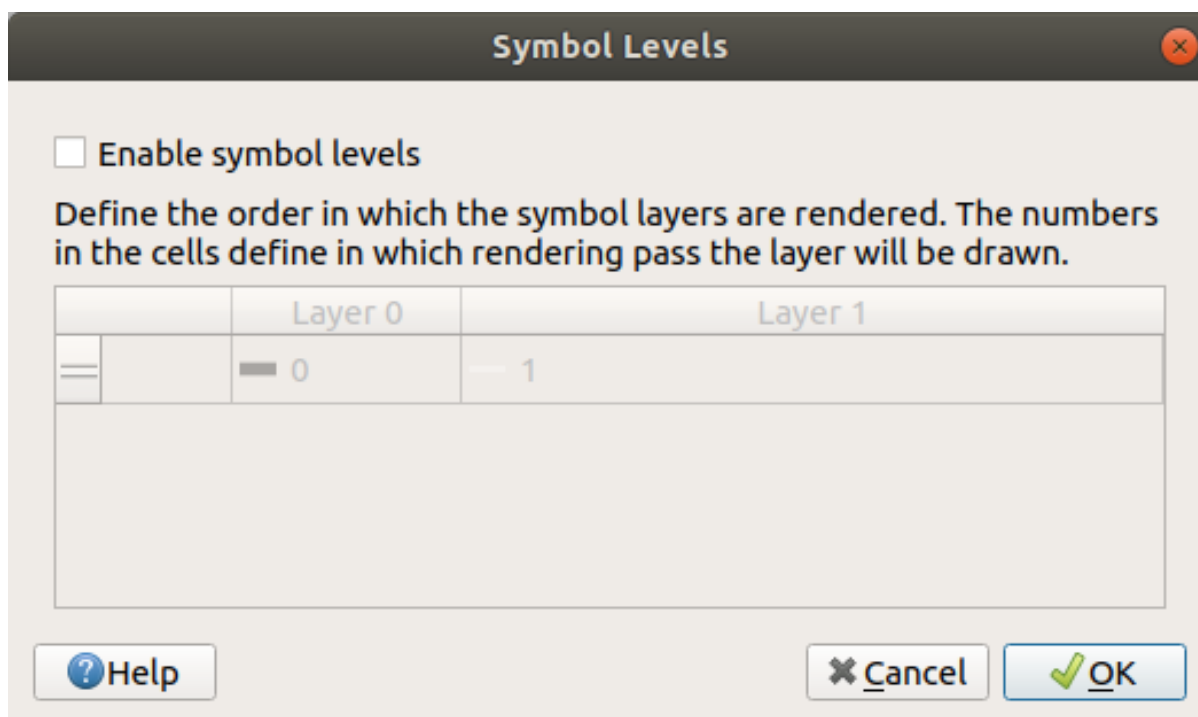 Symbol Levels
Enable symbol levels
Define the order in which the symbol layers are rendered. The numbers
in the cells define in which rendering pass the layer will be drawn.
Layer 0 Layer 1
0 1
Help Cancel OK